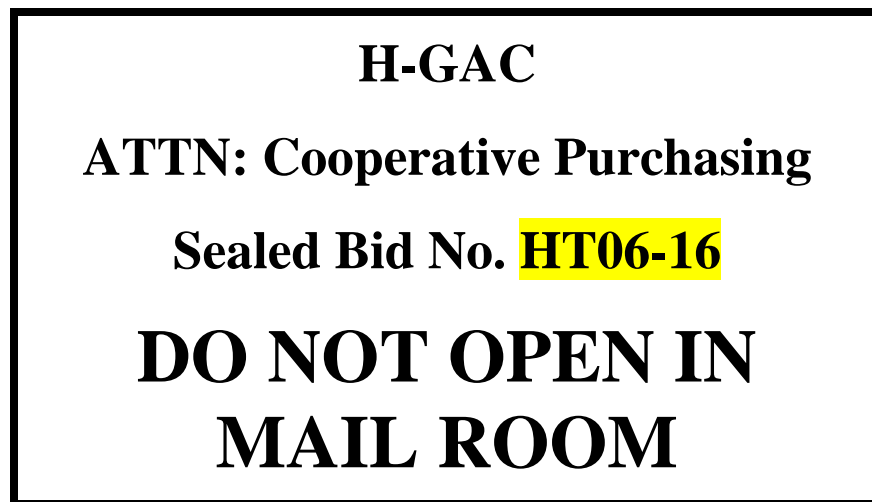 H-GAC
ATTN: Cooperative Purchasing
Sealed Bid No. HT06-16
DO NOT OPEN IN
MAIL ROOM